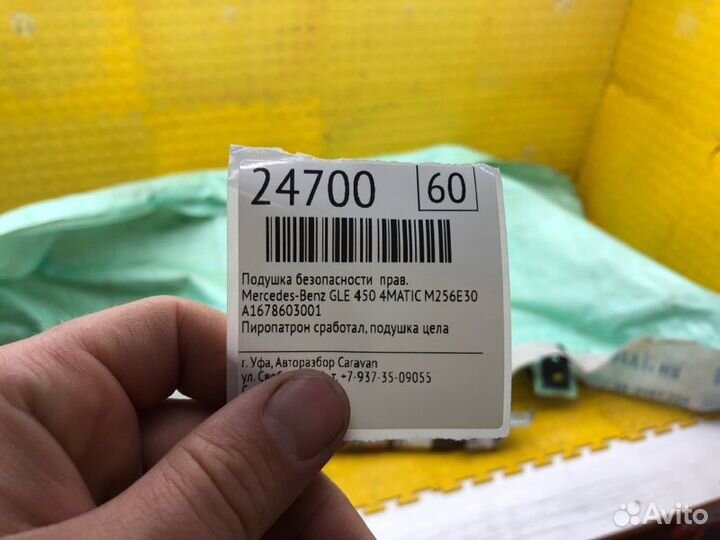 24700 60
Подушка безопасности прав.
Mercedes-Benz GLE 450 4MATIC M256E30
A1678603001
Пиропатрон сработал, подушка цела
г. Уфа, Авторазбор Caravan
ул. +7-937-35-09055
Avito